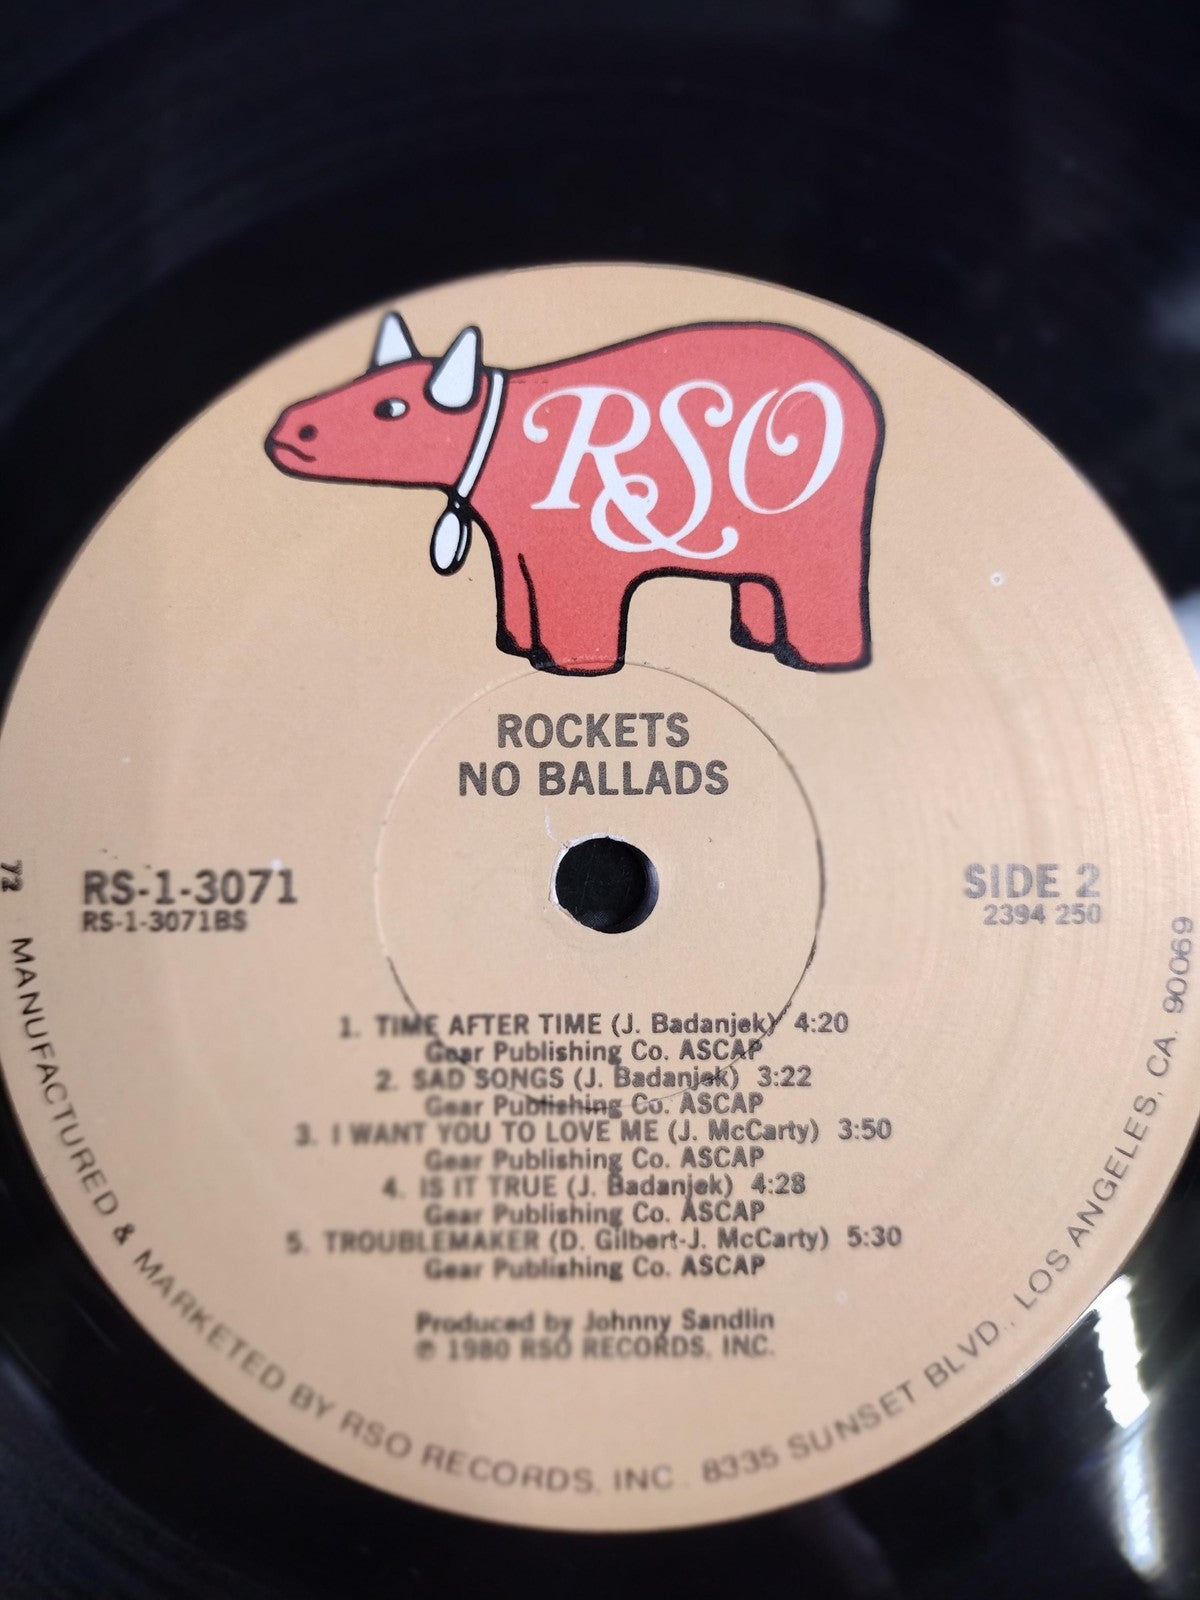 RSO
ROCKETS
NO BALLADS
RS-1-3071
RS-1-3071BS
SIDE 2
2394 250
1. TIME AFTER TIME (J. Badanjek) 4:20
Gear Publishing Co. ASCAP
2. SAD SONGS (J. Badanjek) 3:22
Gear Publishing Co. ASCAP
3. I WANT YOU TO LOVE ME (J. McCarty) 3:50
Gear Publishing Co. ASCAP
4. IS IT TRUE (J. Badanjek) 4:28
Gear Publishing Co. ASCAP
5. TROUBLEMAKER (D. Gilbert-J. McCarty) 5:30
Gear Publishing Co. ASCAP
Produced by Johnny Sandlin
℗ 1980 RSO RECORDS, INC.
72
MANUFACTURED & MARKETED BY RSO RECORDS, INC. 8335 SUNSET BLVD., LOS ANGELES, CA. 90069